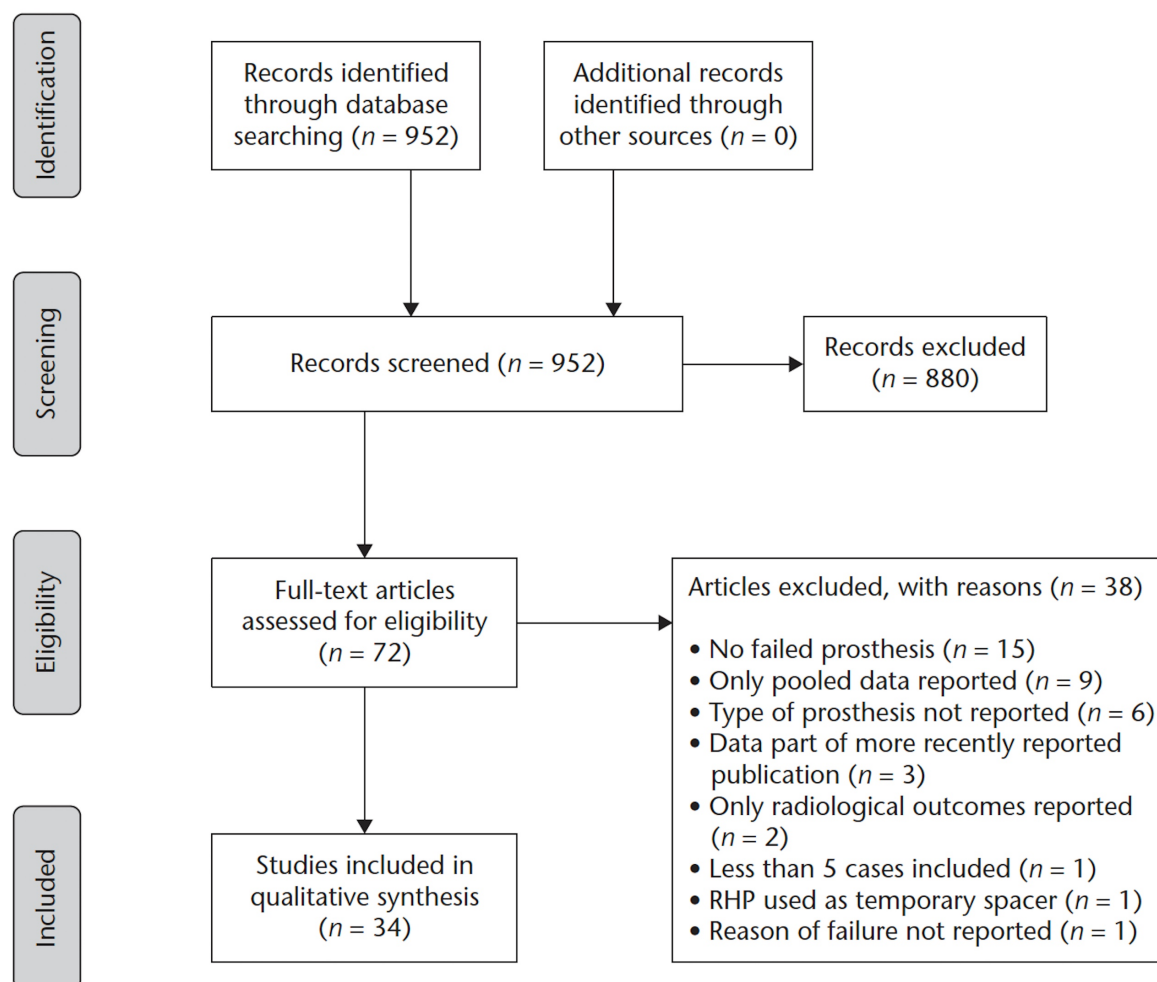 Identification
Records identified
through database
searching (n = 952)
Additional records
identified through
other sources (n = 0)
Screening
Records screened (n = 952)
Records excluded
(n = 880)
Eligibility
Full-text articles
assessed for eligibility
(n = 72)
Articles excluded, with reasons (n = 38)
• No failed prosthesis (n = 15)
• Only pooled data reported (n = 9)
• Type of prosthesis not reported (n = 6)
• Data part of more recently reported
publication (n = 3)
• Only radiological outcomes reported
(n = 2)
• Less than 5 cases included (n = 1)
• RHP used as temporary spacer (n = 1)
• Reason of failure not reported (n = 1)
Included
Studies included in
qualitative synthesis
(n = 34)